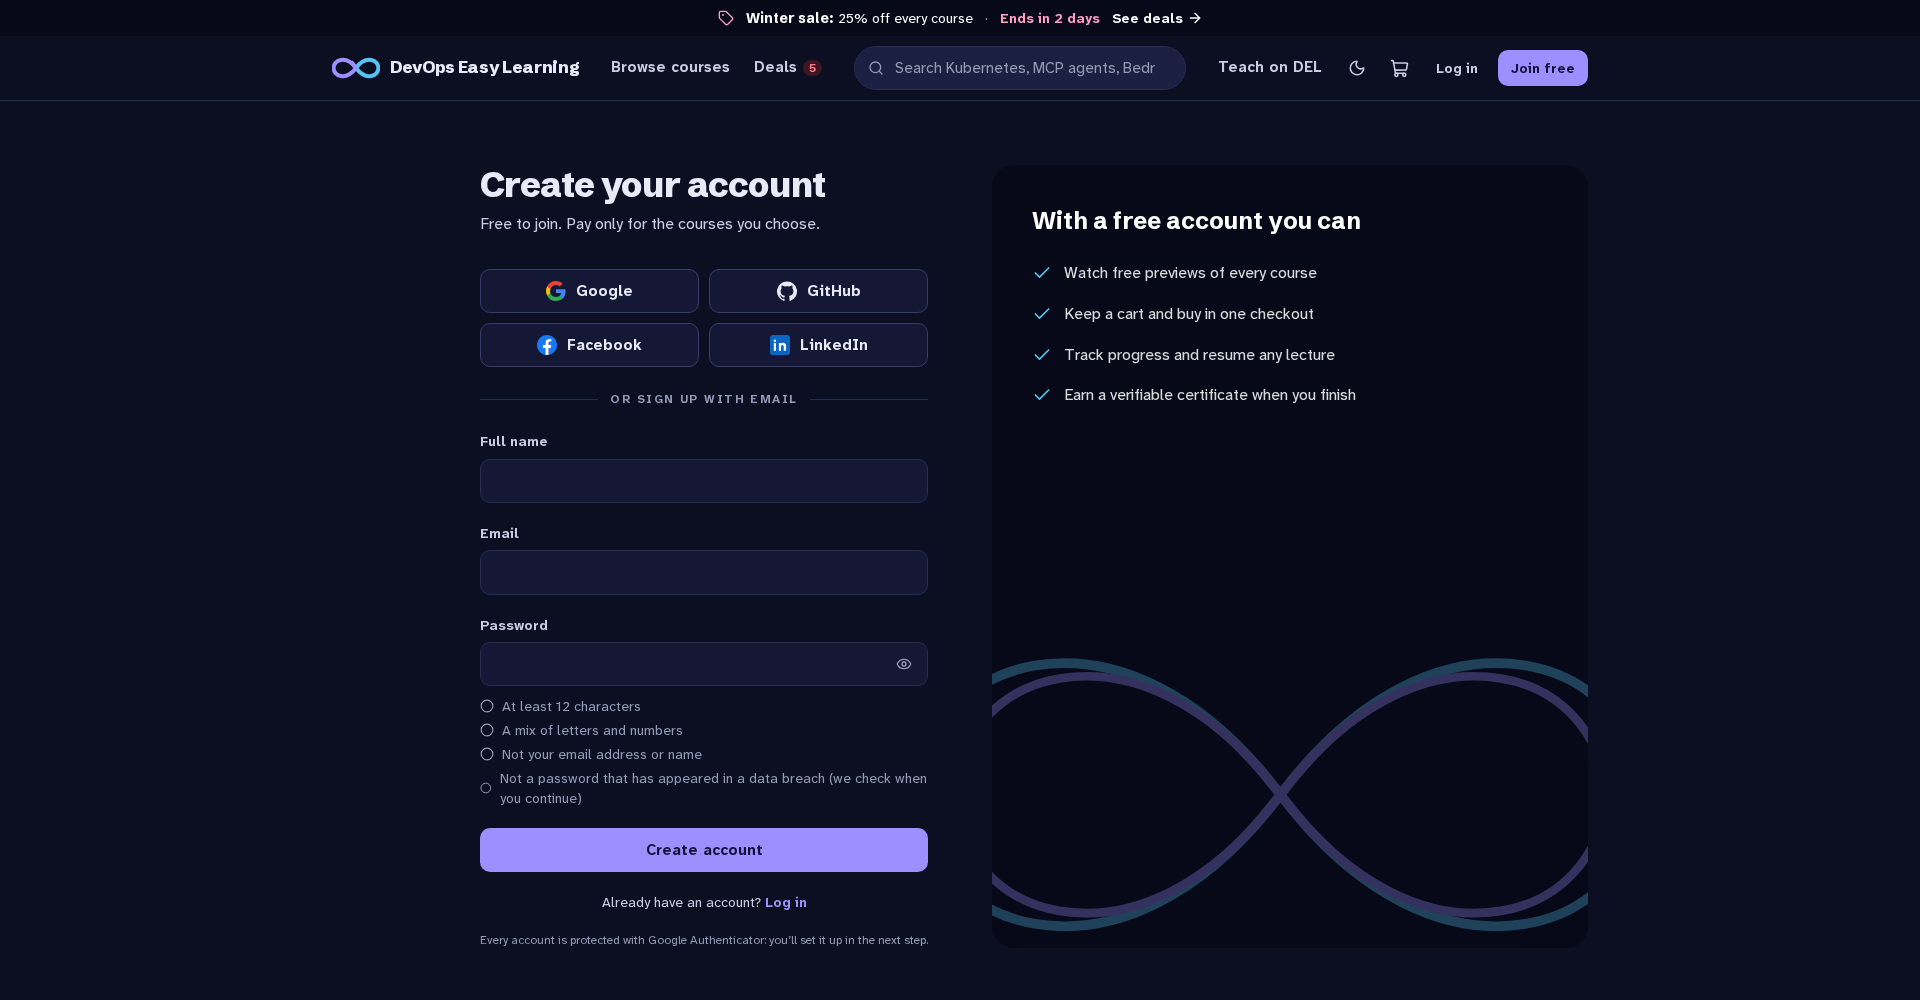 Winter sale: 25% off every course · Ends in 2 days See deals →
DevOps Easy Learning
Browse courses
Deals 5
Search Kubernetes, MCP agents, Bedr
Teach on DEL
Log in
Join free
Create your account
Free to join. Pay only for the courses you choose.
Google
GitHub
Facebook
LinkedIn
OR SIGN UP WITH EMAIL
Full name
Email
Password
At least 12 characters
A mix of letters and numbers
Not your email address or name
Not a password that has appeared in a data breach (we check when
you continue)
Create account
Already have an account? Log in
Every account is protected with Google Authenticator: you'll set it up in the next step.
With a free account you can
Watch free previews of every course
Keep a cart and buy in one checkout
Track progress and resume any lecture
Earn a verifiable certificate when you finish